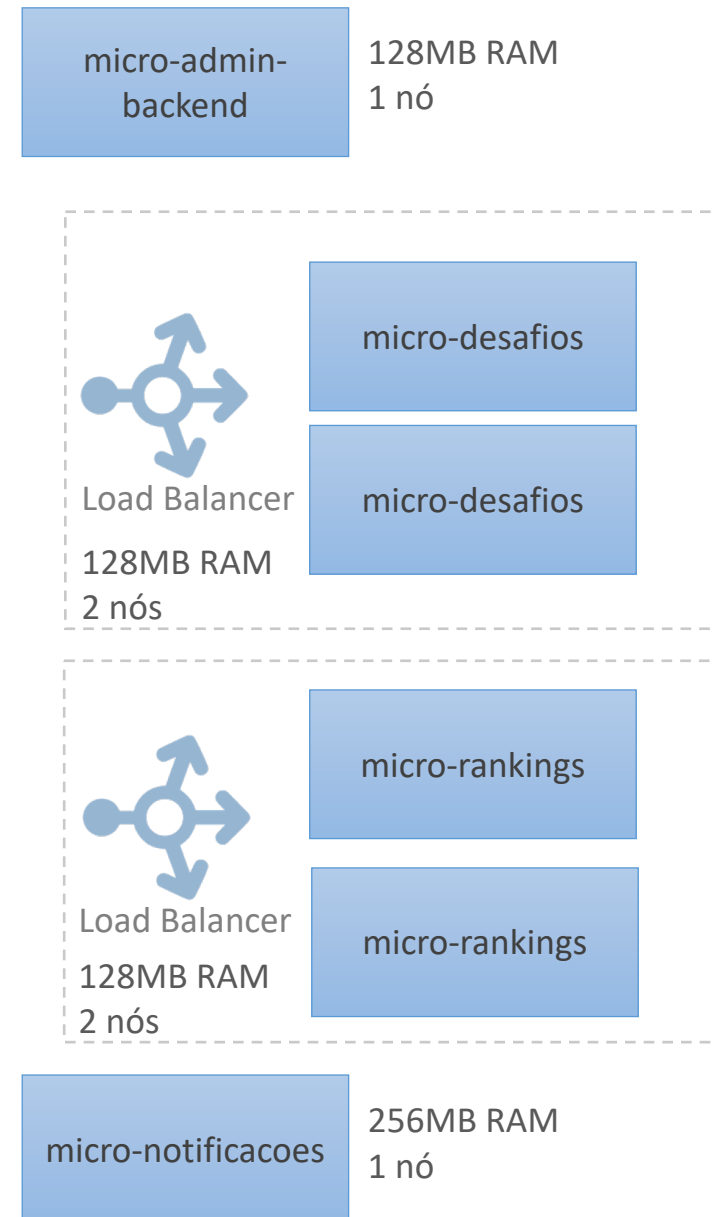 micro-admin-
backend
128MB RAM
1 nó
micro-desafios
micro-desafios
Load Balancer
128MB RAM
2 nós
micro-rankings
micro-rankings
Load Balancer
128MB RAM
2 nós
micro-notificacoes
256MB RAM
1 nó